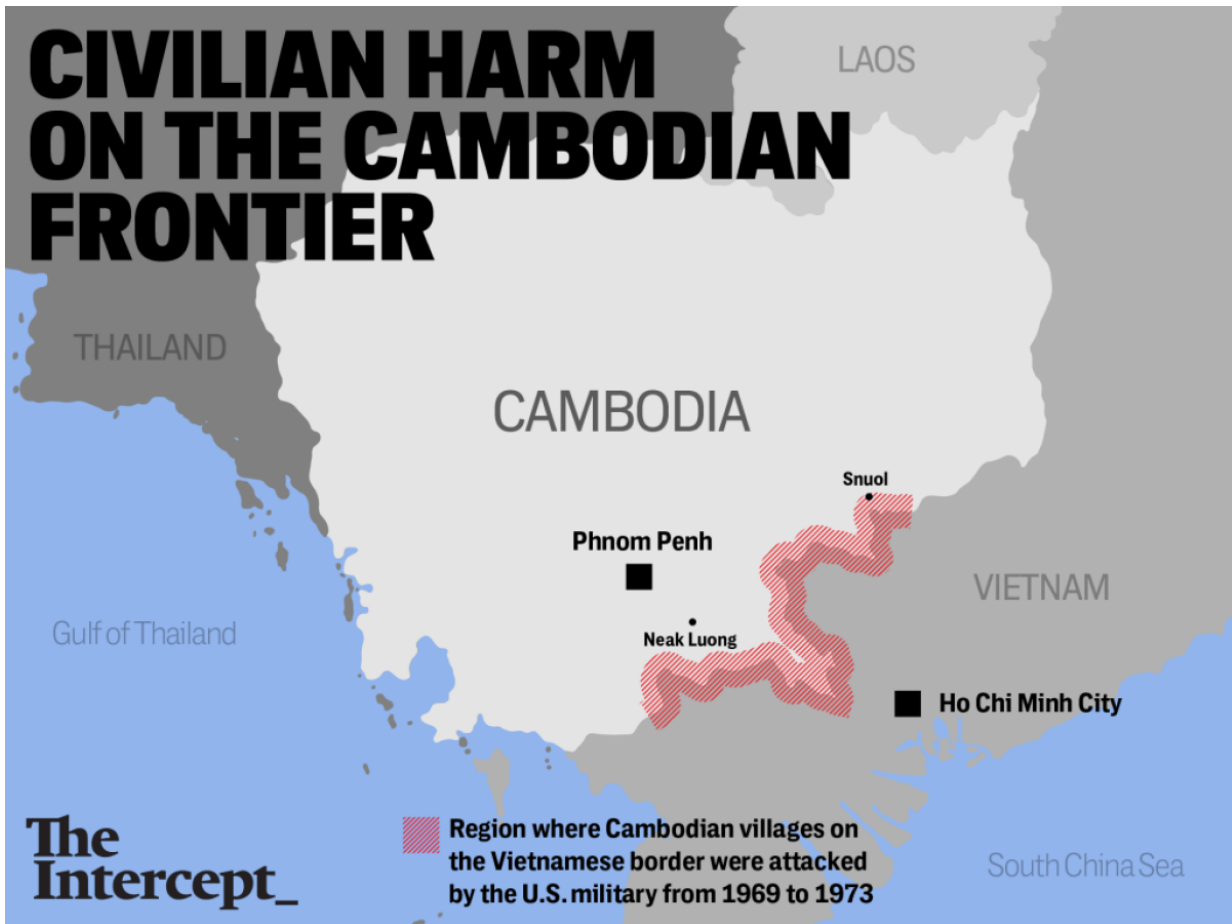 CIVILIAN HARM
ON THE CAMBODIAN
FRONTIER
LAOS
THAILAND
CAMBODIA
Snuol
Phnom Penh
VIETNAM
Gulf of Thailand
Neak Luong
Ho Chi Minh City
The
Intercept_
Region where Cambodian villages on
the Vietnamese border were attacked
by the U.S. military from 1969 to 1973
South China Sea